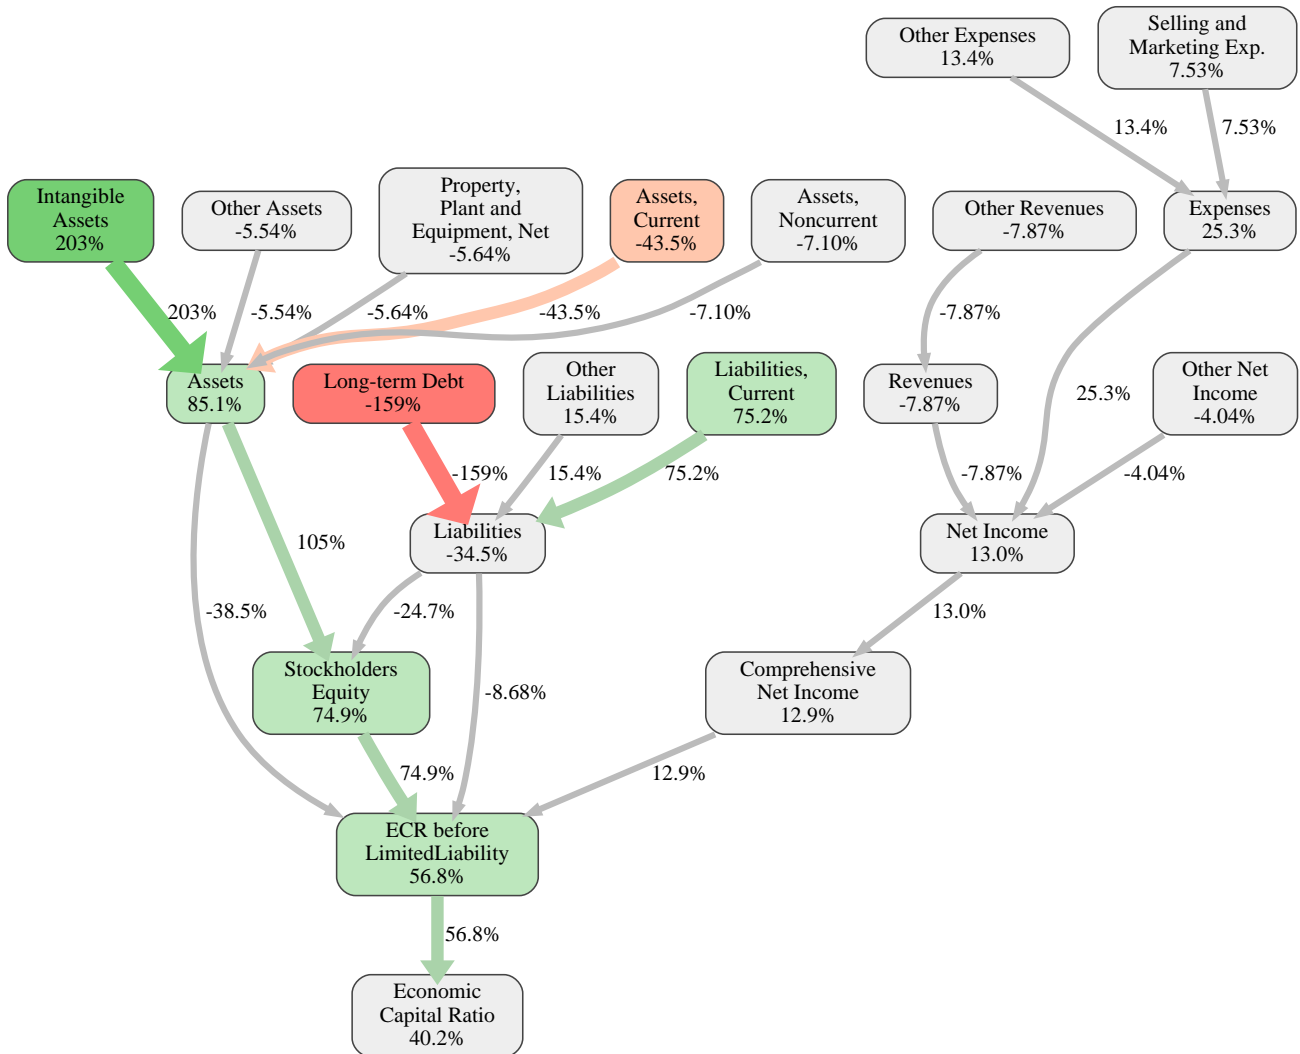 Other Expenses
13.4%
Selling and
Marketing Exp.
7.53%
13.4%
7.53%
Intangible
Assets
203%
Other Assets
-5.54%
Property,
Plant and
Equipment, Net
-5.64%
Assets,
Current
-43.5%
Assets,
Noncurrent
-7.10%
Other Revenues
-7.87%
Expenses
25.3%
203%
-5.54%
-5.64%
-43.5%
-7.10%
-7.87%
25.3%
Assets
85.1%
Long-term Debt
-159%
Other
Liabilities
15.4%
Liabilities,
Current
75.2%
Revenues
-7.87%
Other Net
Income
-4.04%
-159%
15.4%
75.2%
-7.87%
-4.04%
105%
Liabilities
-34.5%
Net Income
13.0%
-38.5%
-24.7%
-8.68%
13.0%
Stockholders
Equity
74.9%
Comprehensive
Net Income
12.9%
74.9%
12.9%
ECR before
LimitedLiability
56.8%
56.8%
Economic
Capital Ratio
40.2%